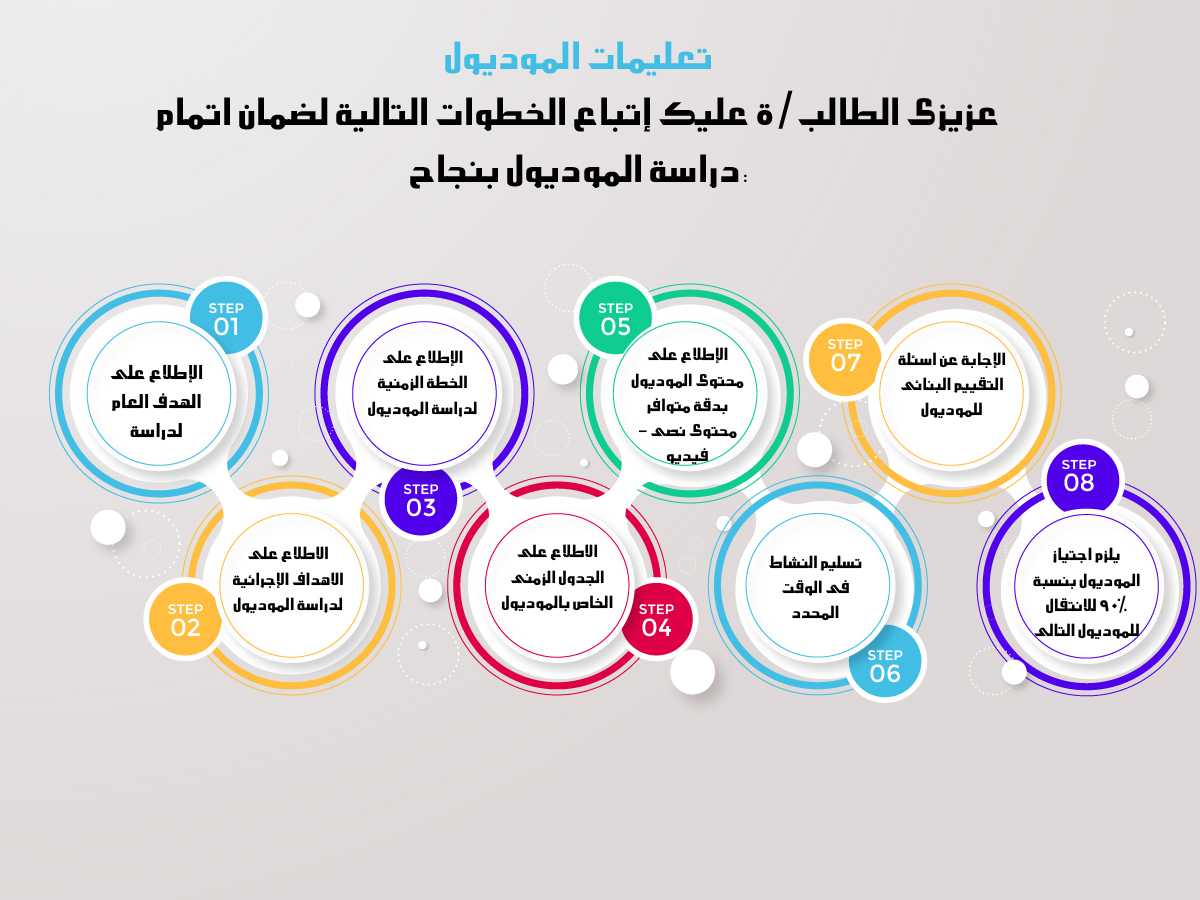 تعليمات الموديول
عزيزى الطالب / ة عليك إتباع الخطوات التالية لضمان اتمام
دراسة الموديول بنجاح:
STEP
01
الإطلاع على
الهدف العام
لدراسة
STEP
02
الاطلاع على
الاهداف الإجرائية
لدراسة الموديول
STEP
03
الإطلاع على
الخطة الزمنية
لدراسة الموديول
STEP
04
الاطلاع على
الجدول الزمنى
الخاص بالموديول
STEP
05
الإطلاع على
محتوى الموديول
بدقة متوافر
محتوى نصى –
فيديو
STEP
06
تسليم النشاط
فى الوقت
المحدد
STEP
07
الإجابة عن اسئلة
التقييم البنائى
للموديول
STEP
08
يلزم اجتياز
الموديول بنسبة
٩٠٪ للانتقال
للموديول التالى